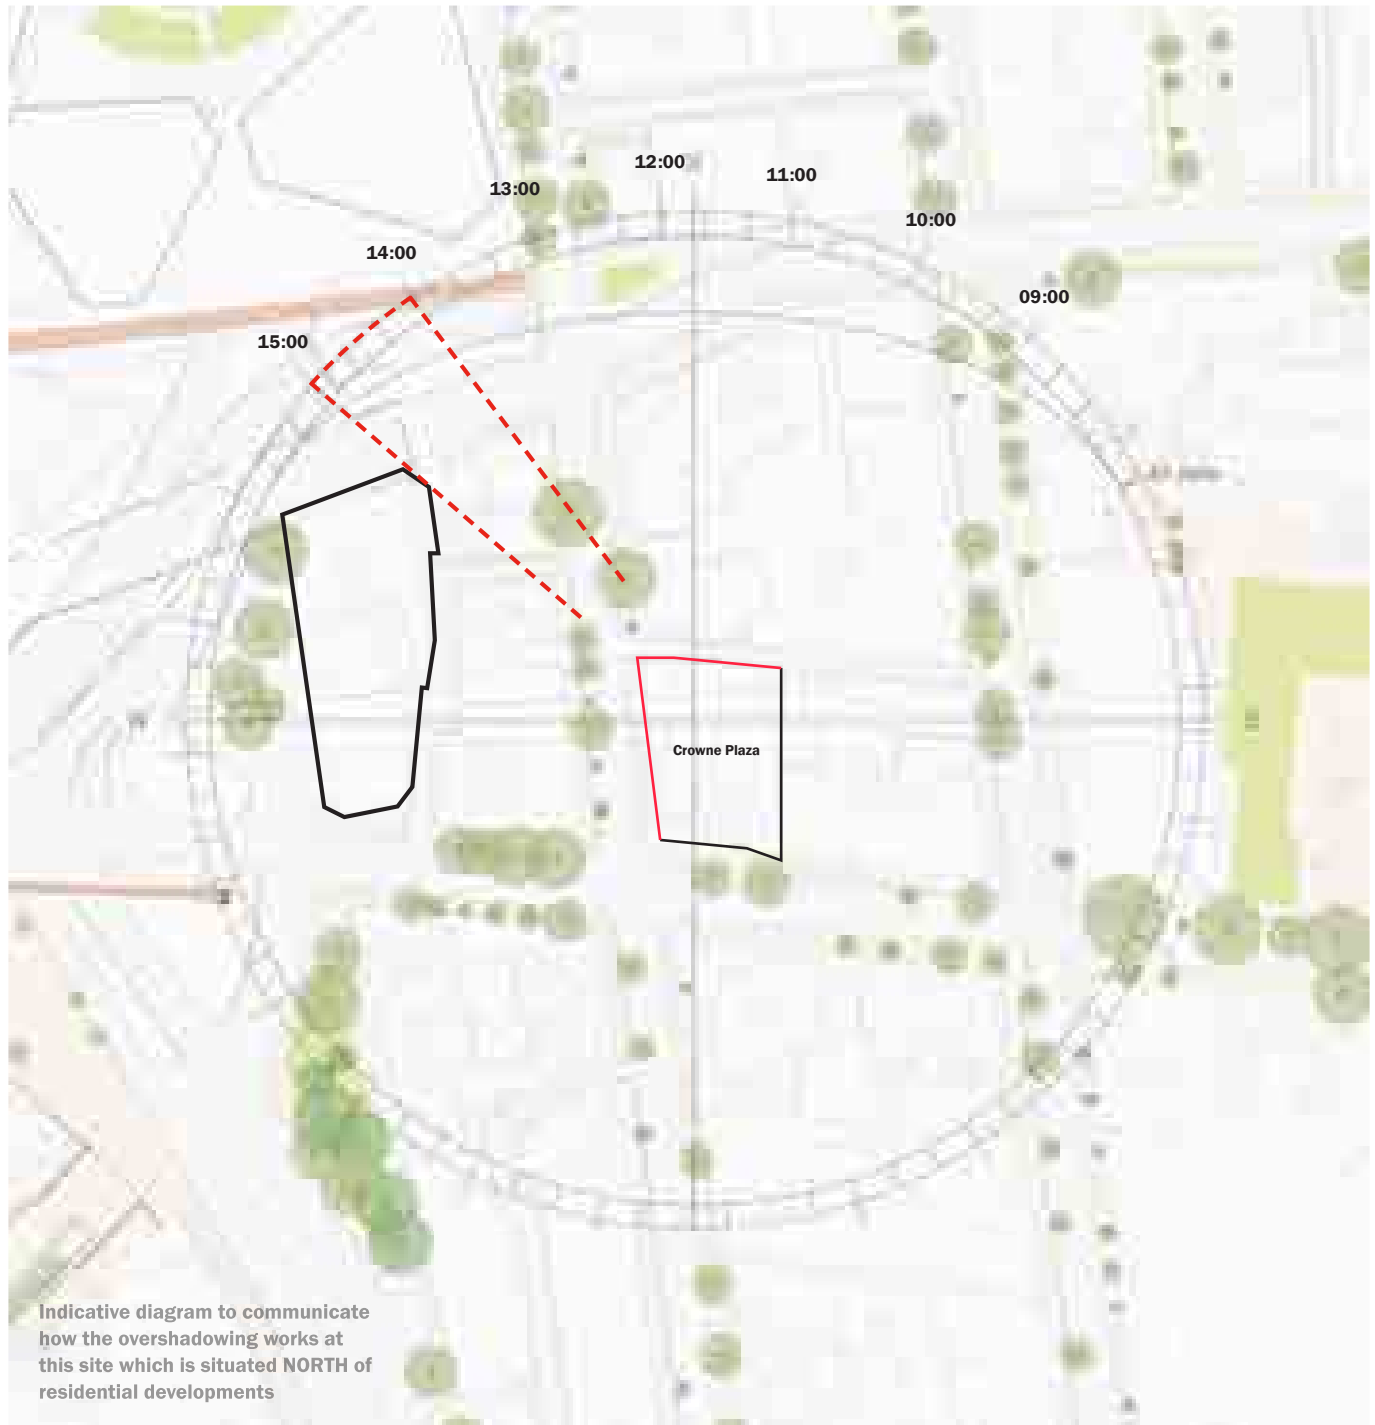 12:00
11:00
13:00
10:00
14:00
09:00
15:00
Crowne Plaza
Indicative diagram to communicate
how the overshadowing works at
this site which is situated NORTH of
residential developments